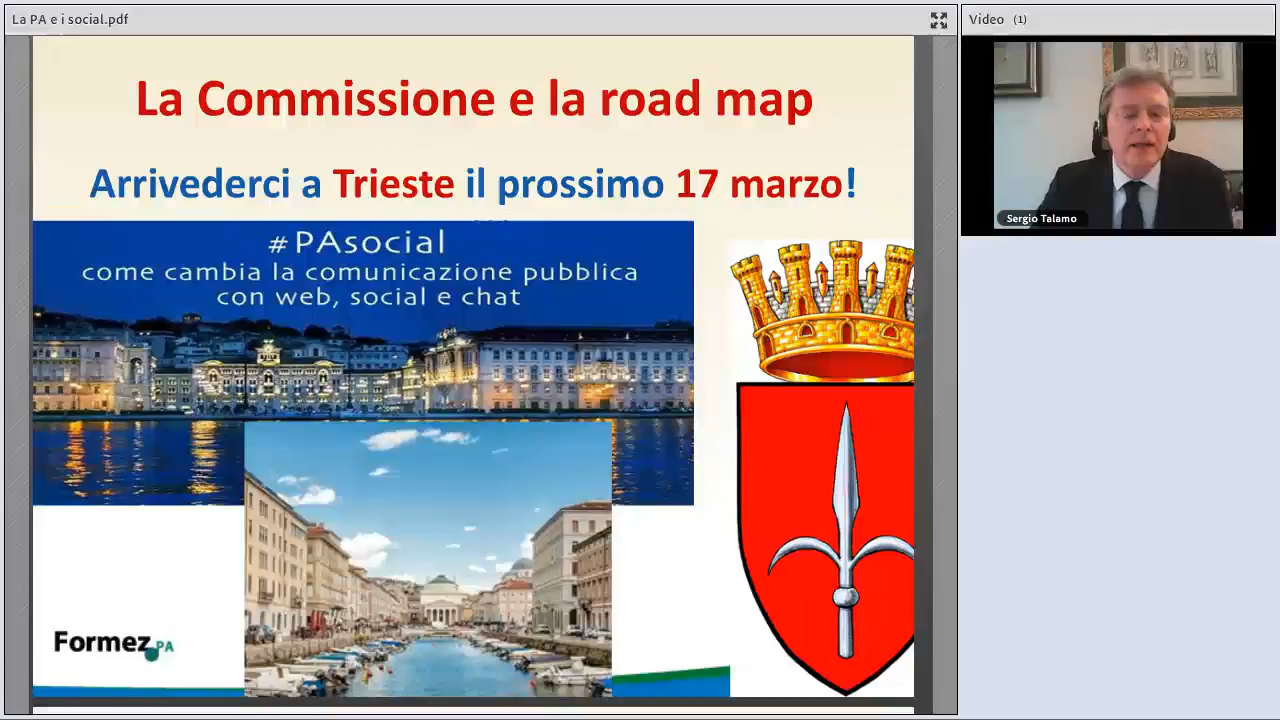 La PA e i social.pdf
Video (1)
La Commissione e la road map
Arrivederci a Trieste il prossimo 17 marzo!
#PAsocial
come cambia la comunicazione pubblica
con web, social e chat
Sergio Talamo
Formez PA